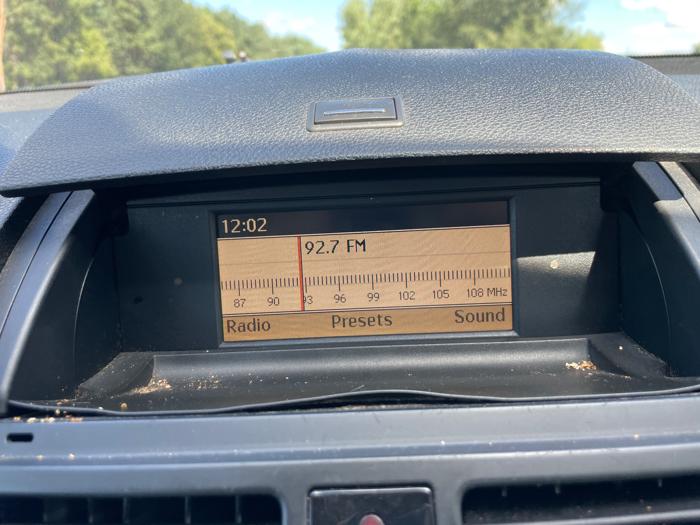 12:02
92.7 FM
87 90 93 96 99 102 105 108 MHz
Radio Presets Sound